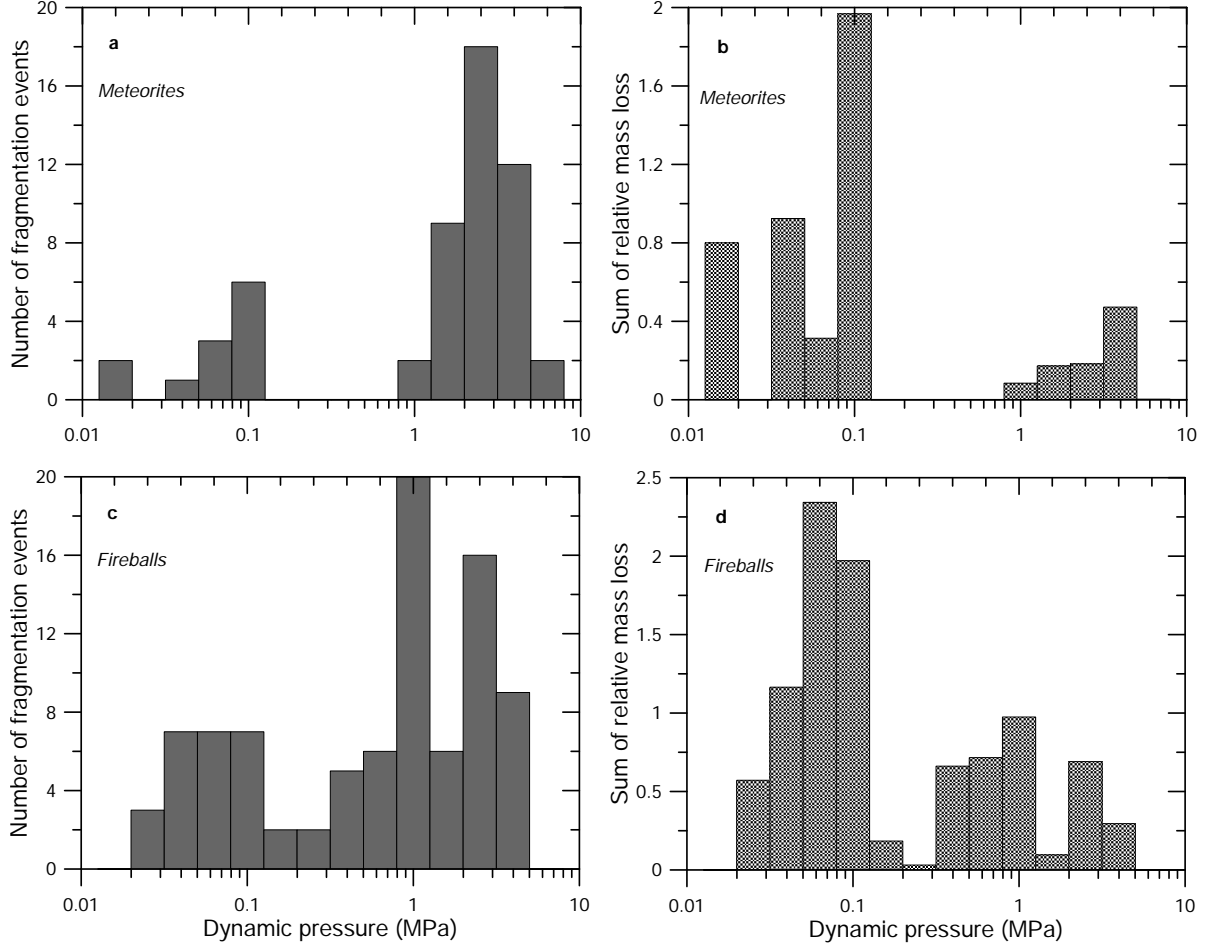 a
Meteorites
Number of fragmentation events
20
16
12
8
4
0
0.01
0.1
1
10
b
Meteorites
Sum of relative mass loss
2
1.6
1.2
0.8
0.4
0
0.01
0.1
1
10
c
Fireballs
Number of fragmentation events
20
16
12
8
4
0
0.01
0.1
1
10
Dynamic pressure (MPa)
d
Fireballs
Sum of relative mass loss
2.5
2
1.5
1
0.5
0
0.01
0.1
1
10
Dynamic pressure (MPa)